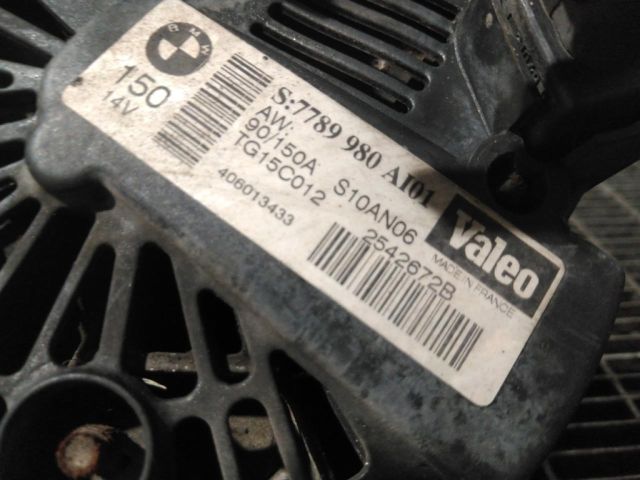 BMW
150
14V
S:7789 980 AI01
AW:
90/150A S10AN06
TG15C012
406013433
2542672B
Valeo
MADE IN FRANCE